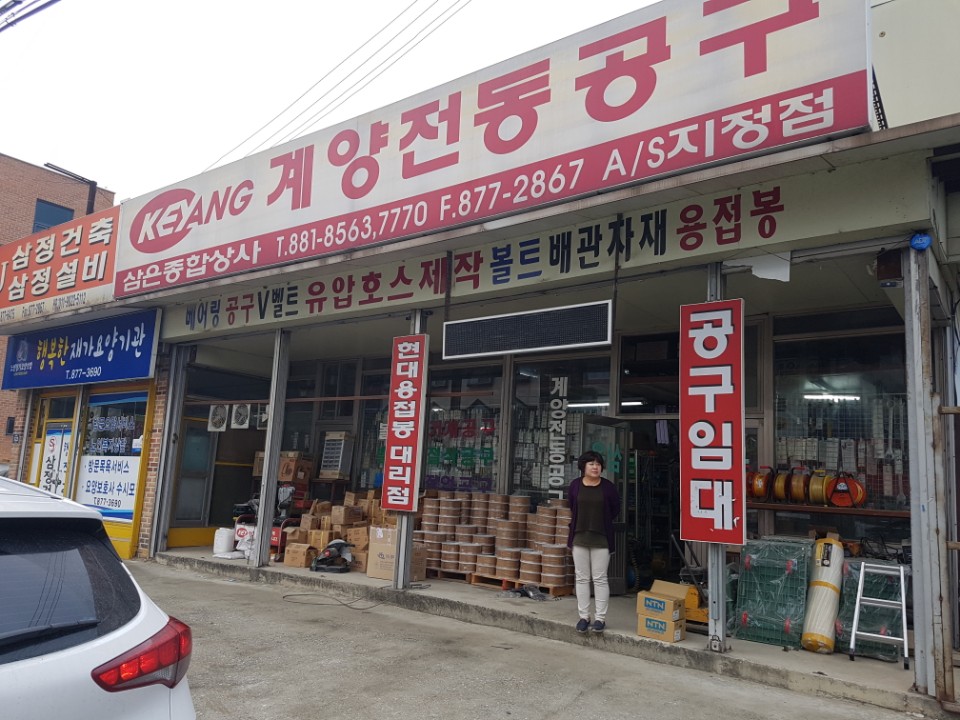 계양전동공구
KEYANG
삼은종합상사 T.881-8563,7770 F.877-2867 A/S지정점
베어링 공구 V벨트 유압호스제작 볼트 배관자재 용접봉
삼정건축
삼정설비
행복한 재가요양기관
T.877-3690
현대용접봉 대리점
공구임대
계양전동공구
방문목욕서비스
요양보호사 수시모
877-3690
삼정
NTN
NTN